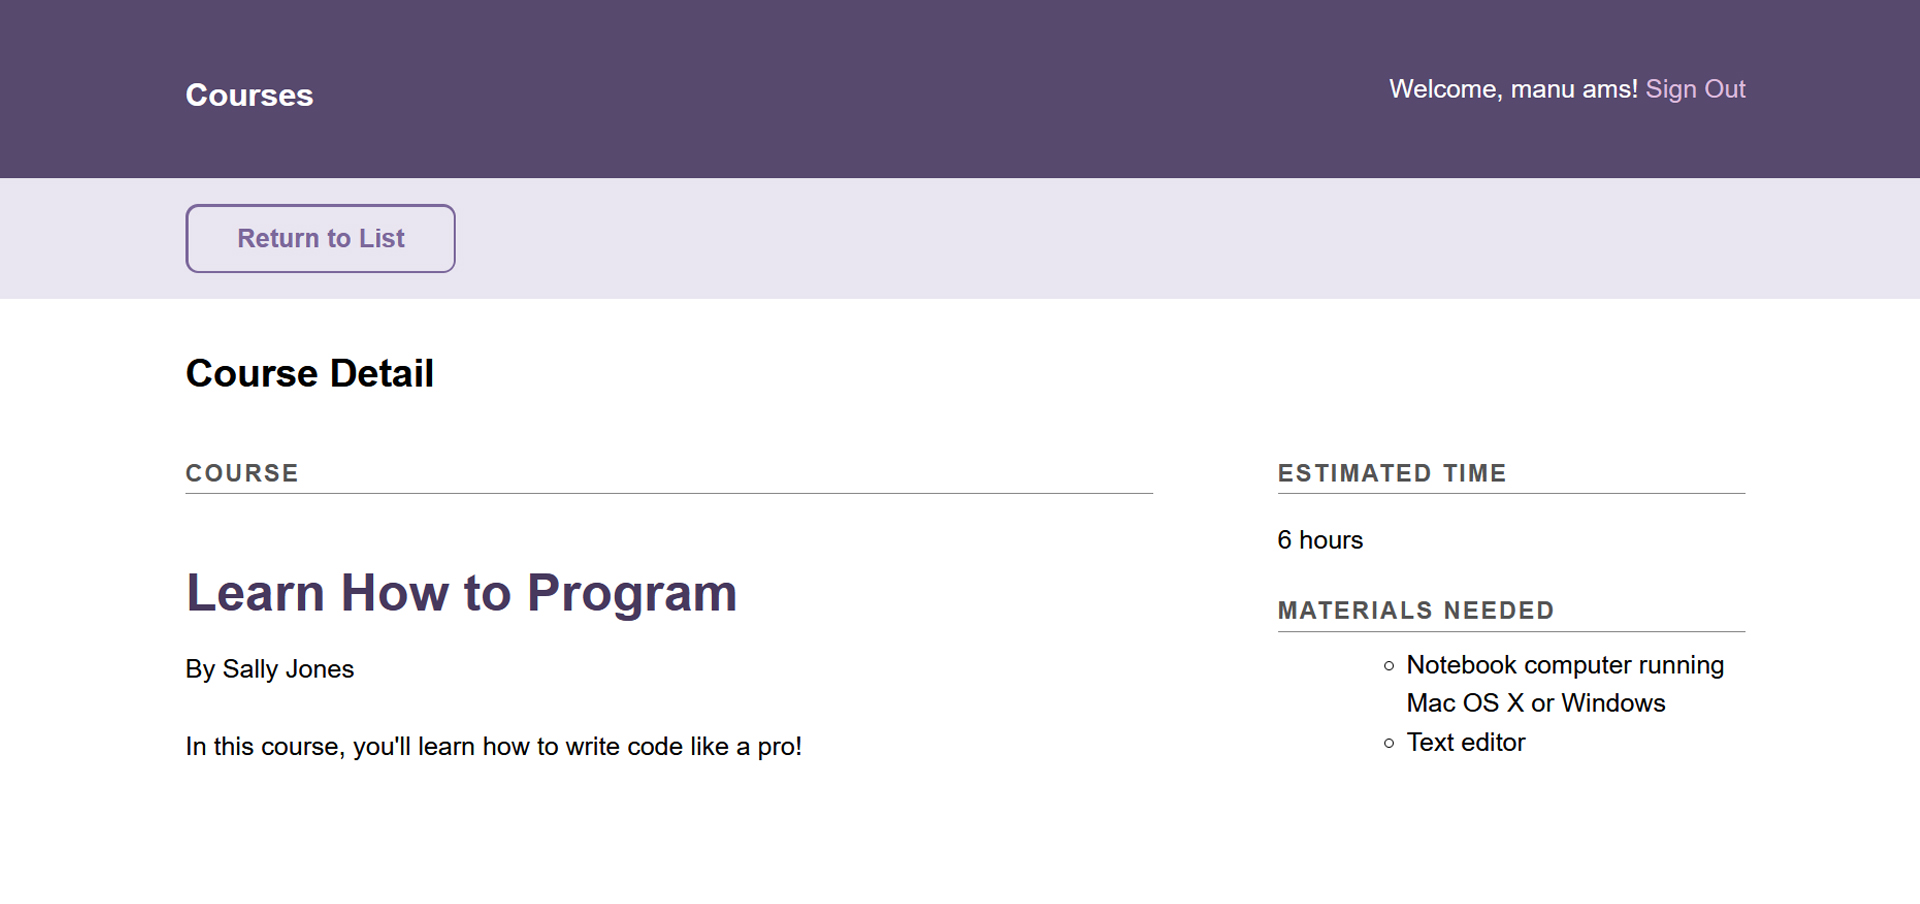 Courses
Welcome, manu ams! Sign Out
Return to List
Course Detail
COURSE
Learn How to Program
By Sally Jones
In this course, you'll learn how to write code like a pro!
ESTIMATED TIME
6 hours
MATERIALS NEEDED
Notebook computer running
Mac OS X or Windows
Text editor